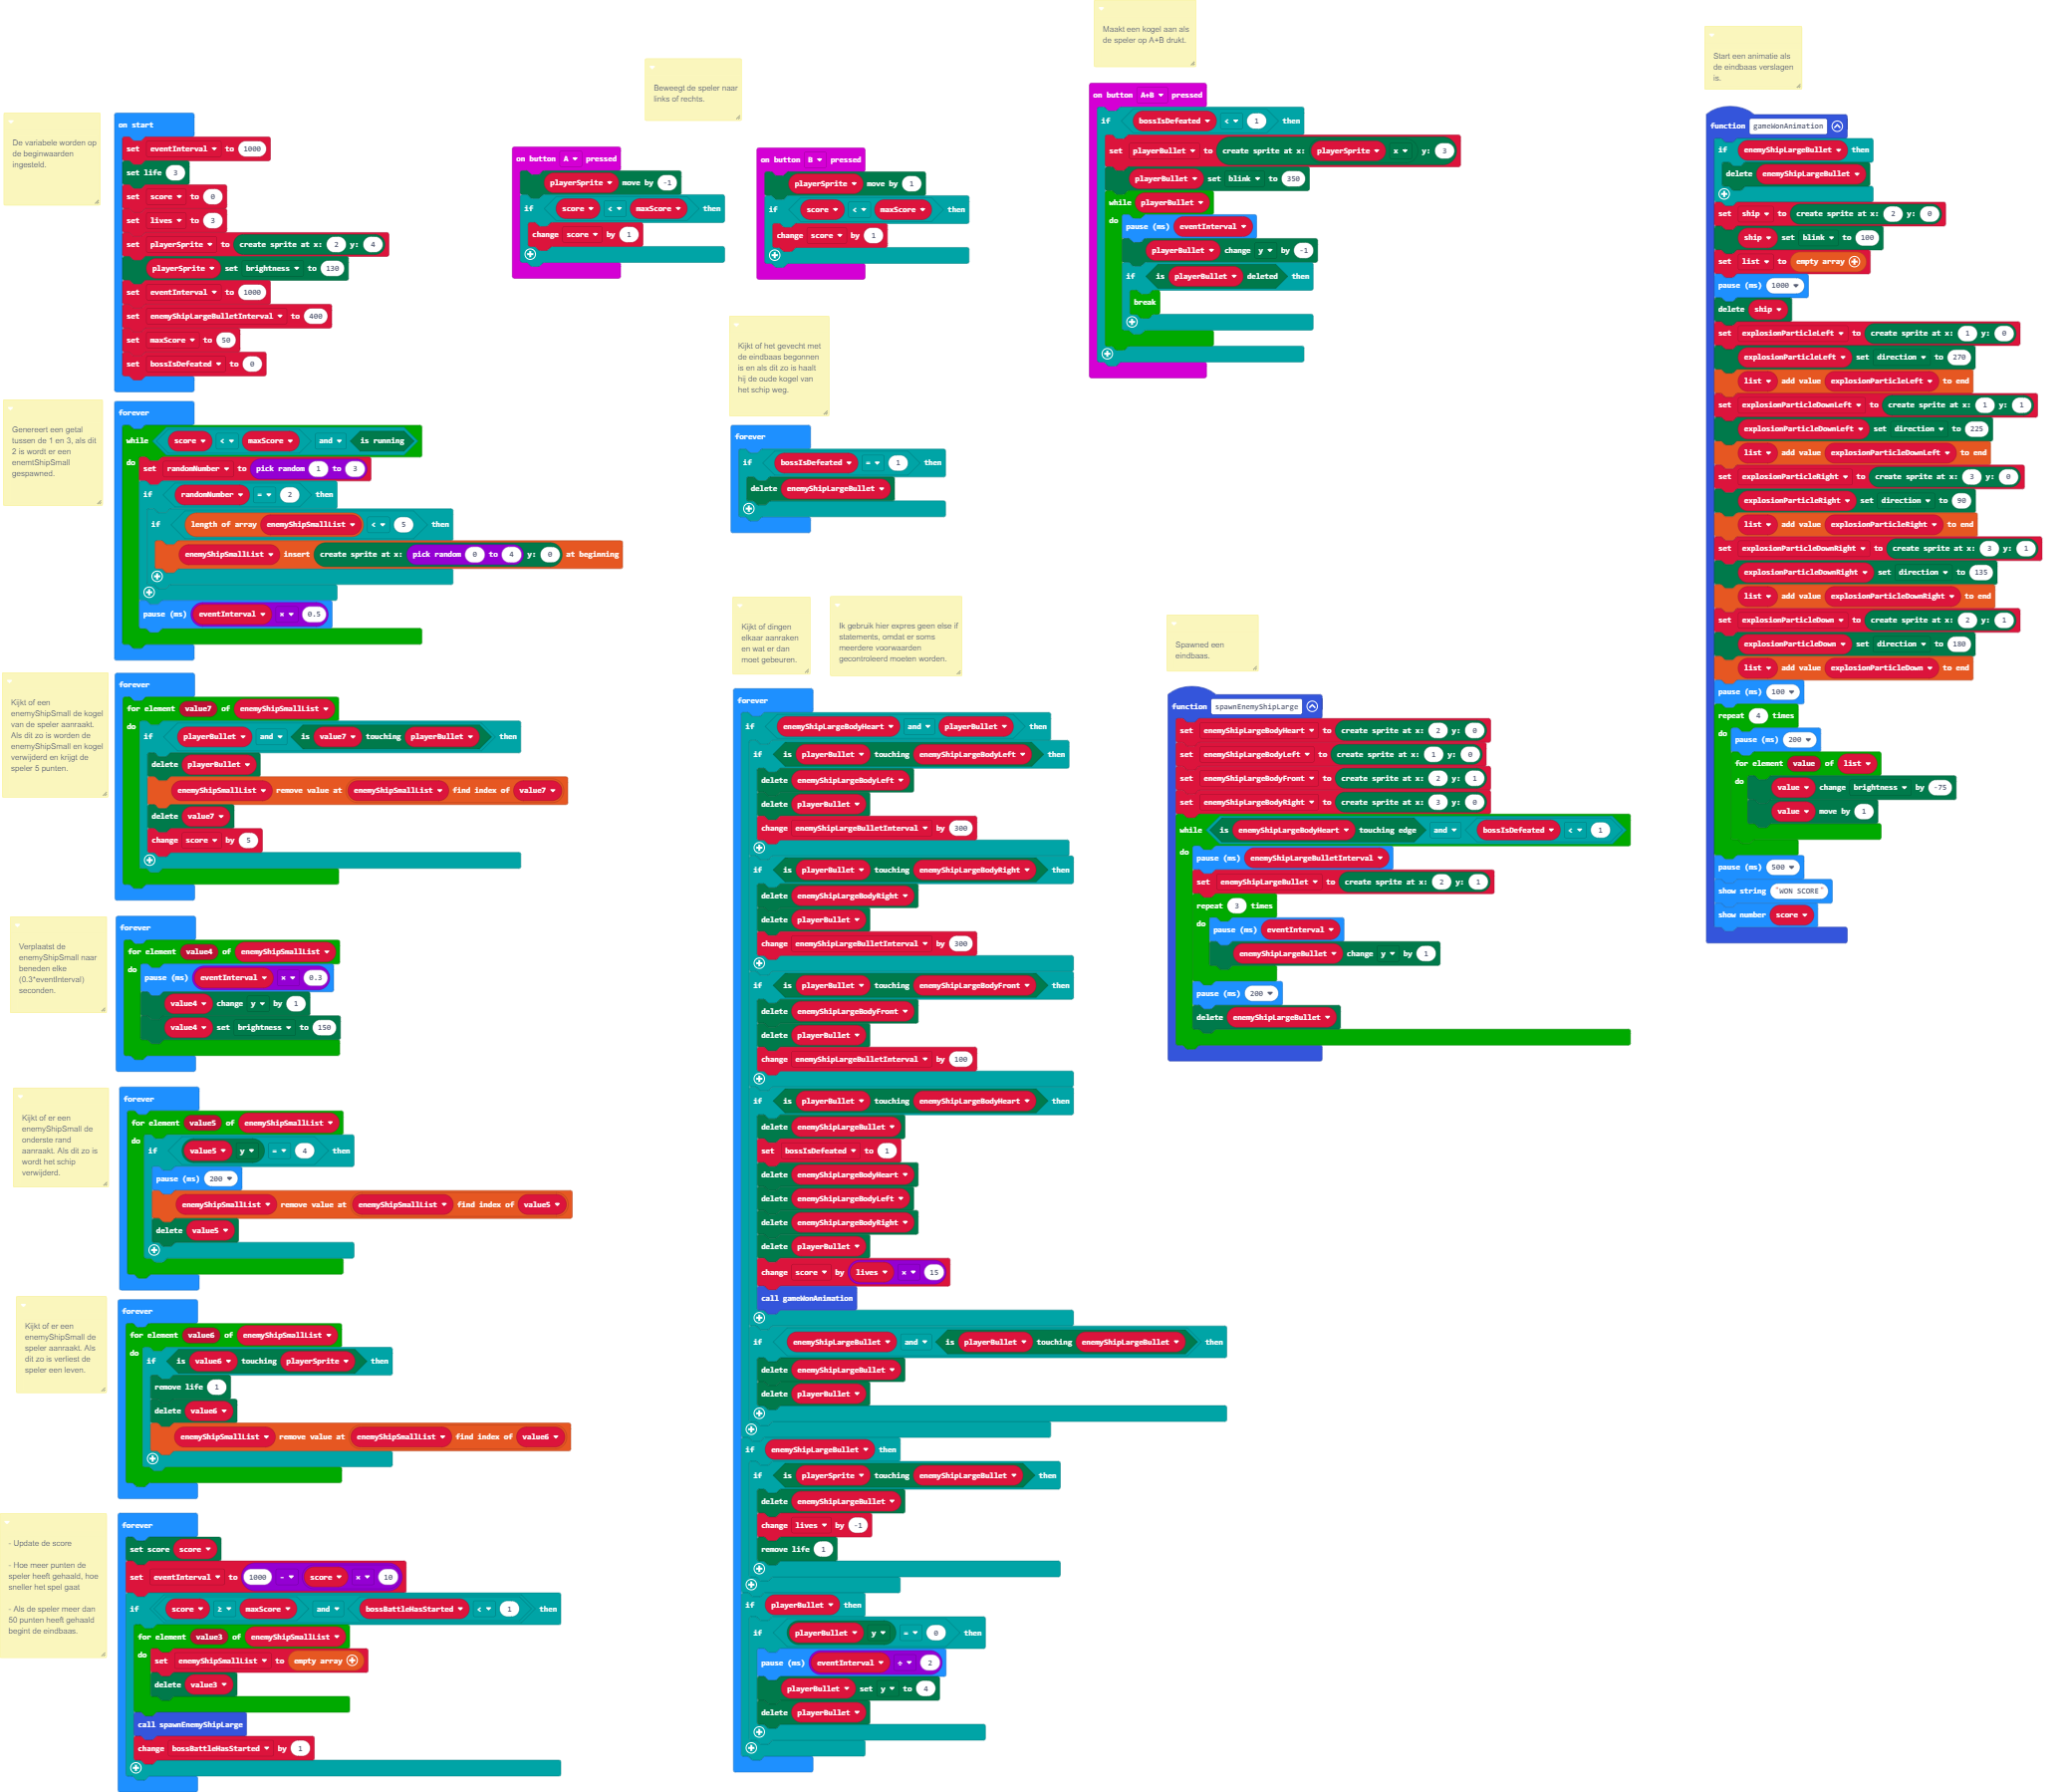 De variabele worden op
de beginwaarden
ingesteld.
on start
set eventInterval to 1000
set life 3
set score to 0
set lives to 3
set playerSprite to create sprite at x: 2 y: 4
playerSprite set brightness to 130
set eventInterval to 1000
set enemyShipLargeBulletInterval to 400
set maxScore to 50
set bossIsDefeated to 0
Genereert een getal
tussen de 1 en 3, als dit
2 is wordt er een
enemtShipSmall
gespawned.
forever
while score < maxScore and is running
do set randomNumber to pick random 1 to 3
if randomNumber = 2 then
if length of array enemyShipSmallList < 5 then
enemyShipSmallList insert create sprite at x: pick random 0 to 4 y: 0 at beginning
pause (ms) eventInterval × 0.5
Kijkt of een
enemyShipSmall de kogel
van de speler aanraakt.
Als dit zo is worden de
enemyShipSmall en kogel
verwijderd en krijgt de
speler 5 punten.
forever
for element value7 of enemyShipSmallList
do if playerBullet and is value7 touching playerBullet then
delete playerBullet
enemyShipSmallList remove value at enemyShipSmallList find index of value7
delete value7
change score by 5
Verplaatst de
enemyShipSmall naar
beneden elke
(0.3*eventInterval)
seconden.
forever
for element value4 of enemyShipSmallList
do pause (ms) eventInterval × 0.3
value4 change y by 1
value4 set brightness to 150
Kijkt of er een
enemyShipSmall de
onderste rand
aanraakt. Als dit zo is
wordt het schip
verwijderd.
forever
for element value5 of enemyShipSmallList
do if value5 y = 4 then
pause (ms) 200
enemyShipSmallList remove value at enemyShipSmallList find index of value5
delete value5
Kijkt of er een
enemyShipSmall de
speler aanraakt. Als
dit zo is verliest de
speler een leven.
forever
for element value6 of enemyShipSmallList
do if is value6 touching playerSprite then
remove life 1
delete value6
enemyShipSmallList remove value at enemyShipSmallList find index of value6
- Update de score
- Hoe meer punten de
speler heeft gehaald, hoe
sneller het spel gaat
- Als de speler meer dan
50 punten heeft gehaald
begint de eindbaas.
forever
set score score
set eventInterval to 1000 - score × 10
if score ≥ maxScore and bossBattleHasStarted < 1 then
for element value3 of enemyShipSmallList
do set enemyShipSmallList to empty array
delete value3
call spawnEnemyShipLarge
change bossBattleHasStarted by 1
Beweegt de speler naar
links of rechts.
on button A pressed
playerSprite move by -1
if score < maxScore then
change score by 1
on button B pressed
playerSprite move by 1
if score < maxScore then
change score by 1
Kijkt of het gevecht met
de eindbaas begonnen
is en als dit zo is haalt
hij de oude kogel van
het schip weg.
forever
if bossIsDefeated = 1 then
delete enemyShipLargeBullet
Kijkt of dingen
elkaar aanraken
en wat er dan
moet gebeuren.
Ik gebruik hier expres geen else if
statements, omdat er soms
meerdere voorwaarden
gecontroleerd moeten worden.
forever
if enemyShipLargeBodyHeart and playerBullet then
if is playerBullet touching enemyShipLargeBodyLeft then
delete enemyShipLargeBodyLeft
delete playerBullet
change enemyShipLargeBulletInterval by 300
if is playerBullet touching enemyShipLargeBodyRight then
delete enemyShipLargeBodyRight
delete playerBullet
change enemyShipLargeBulletInterval by 300
if is playerBullet touching enemyShipLargeBodyFront then
delete enemyShipLargeBodyFront
delete playerBullet
change enemyShipLargeBulletInterval by 100
if is playerBullet touching enemyShipLargeBodyHeart then
delete enemyShipLargeBullet
set bossIsDefeated to 1
delete enemyShipLargeBodyHeart
delete enemyShipLargeBodyLeft
delete enemyShipLargeBodyRight
delete playerBullet
change score by lives × 15
call gameWonAnimation
if enemyShipLargeBullet and is playerBullet touching enemyShipLargeBullet then
delete enemyShipLargeBullet
delete playerBullet
if enemyShipLargeBullet then
if is playerSprite touching enemyShipLargeBullet then
delete enemyShipLargeBullet
change lives by -1
remove life 1
if playerBullet then
if playerBullet y = 0 then
pause (ms) eventInterval ÷ 2
playerBullet set y to 4
delete playerBullet
Maakt een kogel aan als
de speler op A+B drukt.
on button A+B pressed
if bossIsDefeated < 1 then
set playerBullet to create sprite at x: playerSprite x y: 3
playerBullet set blink to 350
while playerBullet
do pause (ms) eventInterval
playerBullet change y by -1
if is playerBullet deleted then
break
Spawned een
eindbaas.
function spawnEnemyShipLarge
set enemyShipLargeBodyHeart to create sprite at x: 2 y: 0
set enemyShipLargeBodyLeft to create sprite at x: 1 y: 0
set enemyShipLargeBodyFront to create sprite at x: 2 y: 1
set enemyShipLargeBodyRight to create sprite at x: 3 y: 0
while is enemyShipLargeBodyHeart touching edge and bossIsDefeated < 1
do pause (ms) enemyShipLargeBulletInterval
set enemyShipLargeBullet to create sprite at x: 2 y: 1
repeat 3 times
do pause (ms) eventInterval
enemyShipLargeBullet change y by 1
pause (ms) 200
delete enemyShipLargeBullet
Start een animatie als
de eindbaas verslagen
is.
function gameWonAnimation
if enemyShipLargeBullet then
delete enemyShipLargeBullet
set ship to create sprite at x: 2 y: 0
ship set blink to 100
set list to empty array
pause (ms) 1000
delete ship
set explosionParticleLeft to create sprite at x: 1 y: 0
explosionParticleLeft set direction to 270
list add value explosionParticleLeft to end
set explosionParticleDownLeft to create sprite at x: 1 y: 1
explosionParticleDownLeft set direction to 225
list add value explosionParticleDownLeft to end
set explosionParticleRight to create sprite at x: 3 y: 0
explosionParticleRight set direction to 90
list add value explosionParticleRight to end
set explosionParticleDownRight to create sprite at x: 3 y: 1
explosionParticleDownRight set direction to 135
list add value explosionParticleDownRight to end
set explosionParticleDown to create sprite at x: 2 y: 1
explosionParticleDown set direction to 180
list add value explosionParticleDown to end
pause (ms) 100
repeat 4 times
do pause (ms) 200
for element value of list
do value change brightness by -75
value move by 1
pause (ms) 500
show string "WON SCORE"
show number score